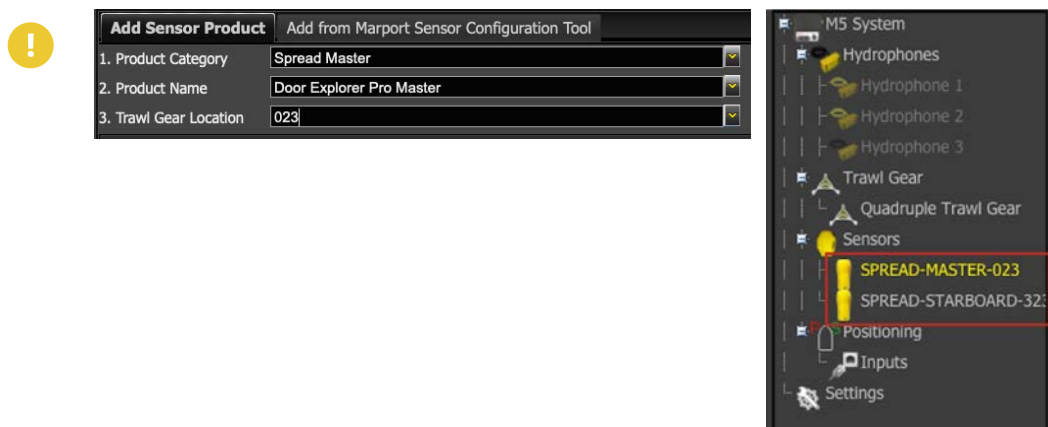 !
Add Sensor Product
Add from Marport Sensor Configuration Tool
1. Product Category
Spread Master
2. Product Name
Door Explorer Pro Master
3. Trawl Gear Location
023
M5 System
Hydrophones
Hydrophone 1
Hydrophone 2
Hydrophone 3
Trawl Gear
Quadruple Trawl Gear
Sensors
SPREAD-MASTER-023
SPREAD-STARBOARD-323
Positioning
Inputs
Settings